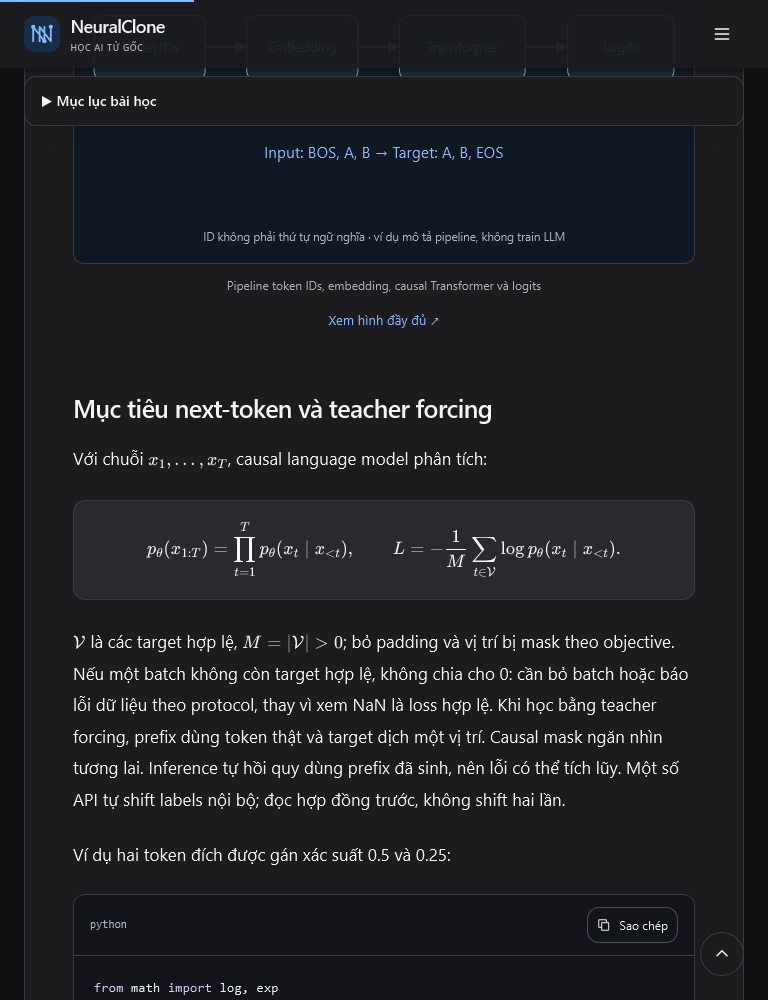 NeuralClone
HỌC AI TỪ GỐC
Token IDs
Embedding
Transformer
Logits
▶ Mục lục bài học
Input: BOS, A, B → Target: A, B, EOS
ID không phải thứ tự ngữ nghĩa · ví dụ mô tả pipeline, không train LLM
Pipeline token IDs, embedding, causal Transformer và logits
Xem hình đầy đủ ↗
Mục tiêu next-token và teacher forcing
Với chuỗi x₁, …, x_T, causal language model phân tích:
p_θ(x_{1:T}) = ∏_{t=1}^{T} p_θ(x_t | x_{<t}), L = −\frac{1}{M} ∑_{t∈𝒱} log p_θ(x_t | x_{<t}).
𝒱 là các target hợp lệ, M = |𝒱| > 0; bỏ padding và vị trí bị mask theo objective.
Nếu một batch không còn target hợp lệ, không chia cho 0: cần bỏ batch hoặc báo
lỗi dữ liệu theo protocol, thay vì xem NaN là loss hợp lệ. Khi học bằng teacher
forcing, prefix dùng token thật và target dịch một vị trí. Causal mask ngăn nhìn
tương lai. Inference tự hồi quy dùng prefix đã sinh, nên lỗi có thể tích lũy. Một số
API tự shift labels nội bộ; đọc hợp đồng trước, không shift hai lần.
Ví dụ hai token đích được gán xác suất 0.5 và 0.25:
python
Sao chép
from math import log, exp